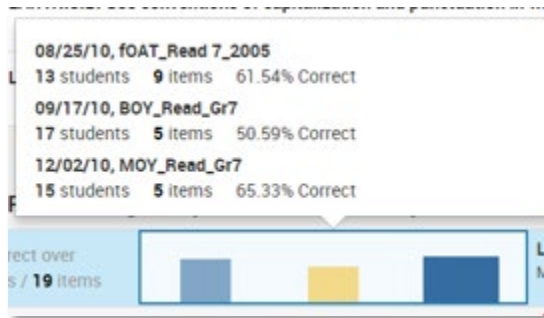 08/25/10, fOAT_Read 7_2005
13 students 9 items 61.54% Correct
09/17/10, BOY_Read_Gr7
17 students 5 items 50.59% Correct
12/02/10, MOY_Read_Gr7
15 students 5 items 65.33% Correct
rect over
s / 19 items